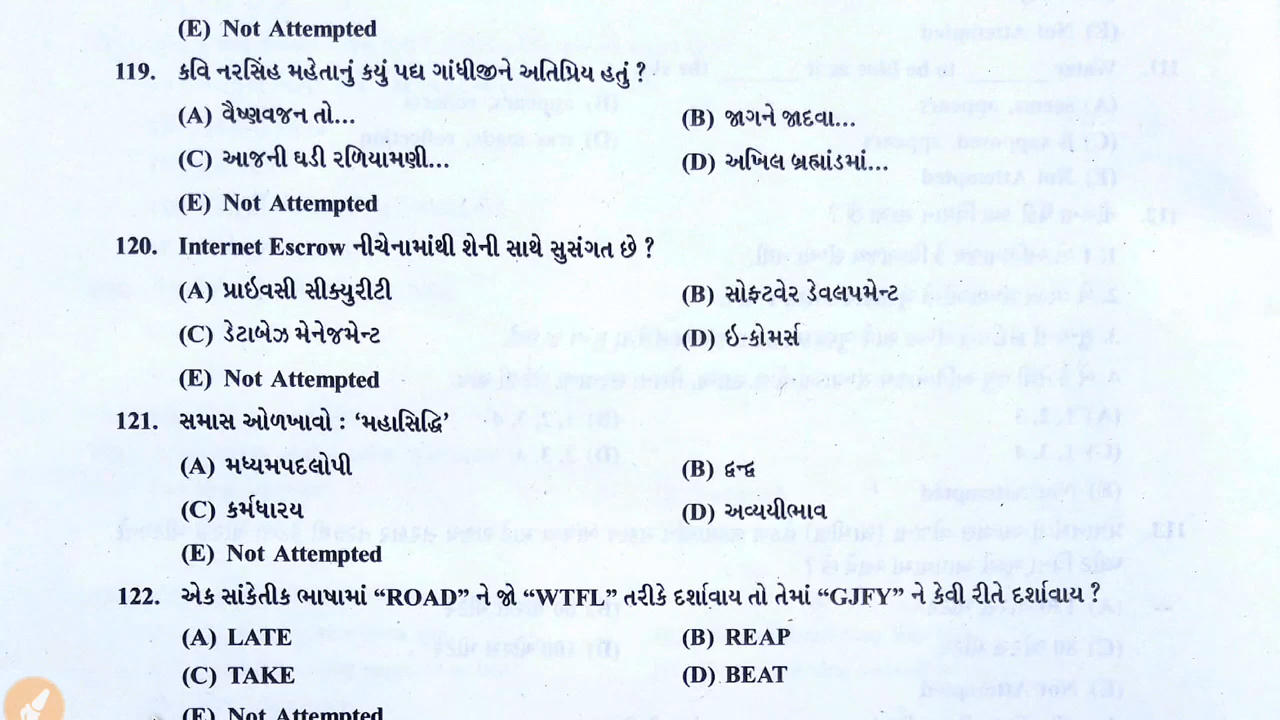 (E) Not Attempted
119. કવિ નરસિંહ મહેતાનું કયું પદ્ય ગાંધીજીને અતિપ્રિય હતું ?
(A) વૈષ્ણવજન તો... (B) જાગને જાદવા...
(C) આજની ઘડી રળિયામણી... (D) અખિલ બ્રહ્માંડમાં...
(E) Not Attempted
120. Internet Escrow નીચેનામાંથી શેની સાથે સુસંગત છે ?
(A) પ્રાઈવસી સીક્યુરીટી (B) સોફ્ટવેર ડેવલપમેન્ટ
(C) ડેટાબેઝ મેનેજમેન્ટ (D) ઇ-કોમર્સ
(E) Not Attempted
121. સમાસ ઓળખાવો : ‘મહાસિદ્ધિ’
(A) મધ્યમપદલોપી (B) દ્વન્દ્વ
(C) કર્મધારય (D) અવ્યયીભાવ
(E) Not Attempted
122. એક સાંકેતીક ભાષામાં “ROAD” ને જો “WTFL” તરીકે દર્શાવાય તો તેમાં “GJFY” ને કેવી રીતે દર્શાવાય ?
(A) LATE (B) REAP
(C) TAKE (D) BEAT
(E) Not Attempted